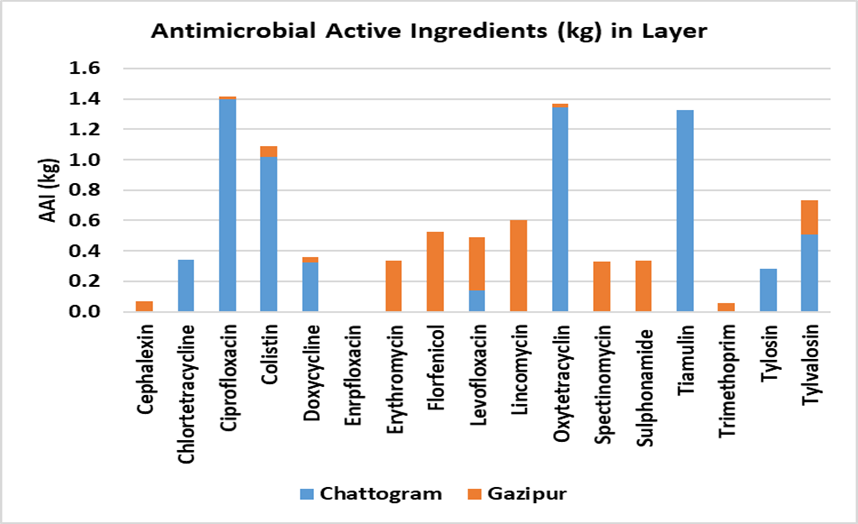 Antimicrobial Active Ingredients (kg) in Layer
AAI (kg)
1.6
1.4
1.2
1.0
0.8
0.6
0.4
0.2
0.0
Cephalexin
Chlortetracycline
Ciprofloxacin
Colistin
Doxycycline
Enrpfloxacin
Erythromycin
Florfenicol
Levofloxacin
Lincomycin
Oxytetracyclin
Spectinomycin
Sulphonamide
Tiamulin
Trimethoprim
Tylosin
Tylvalosin
Chattogram Gazipur